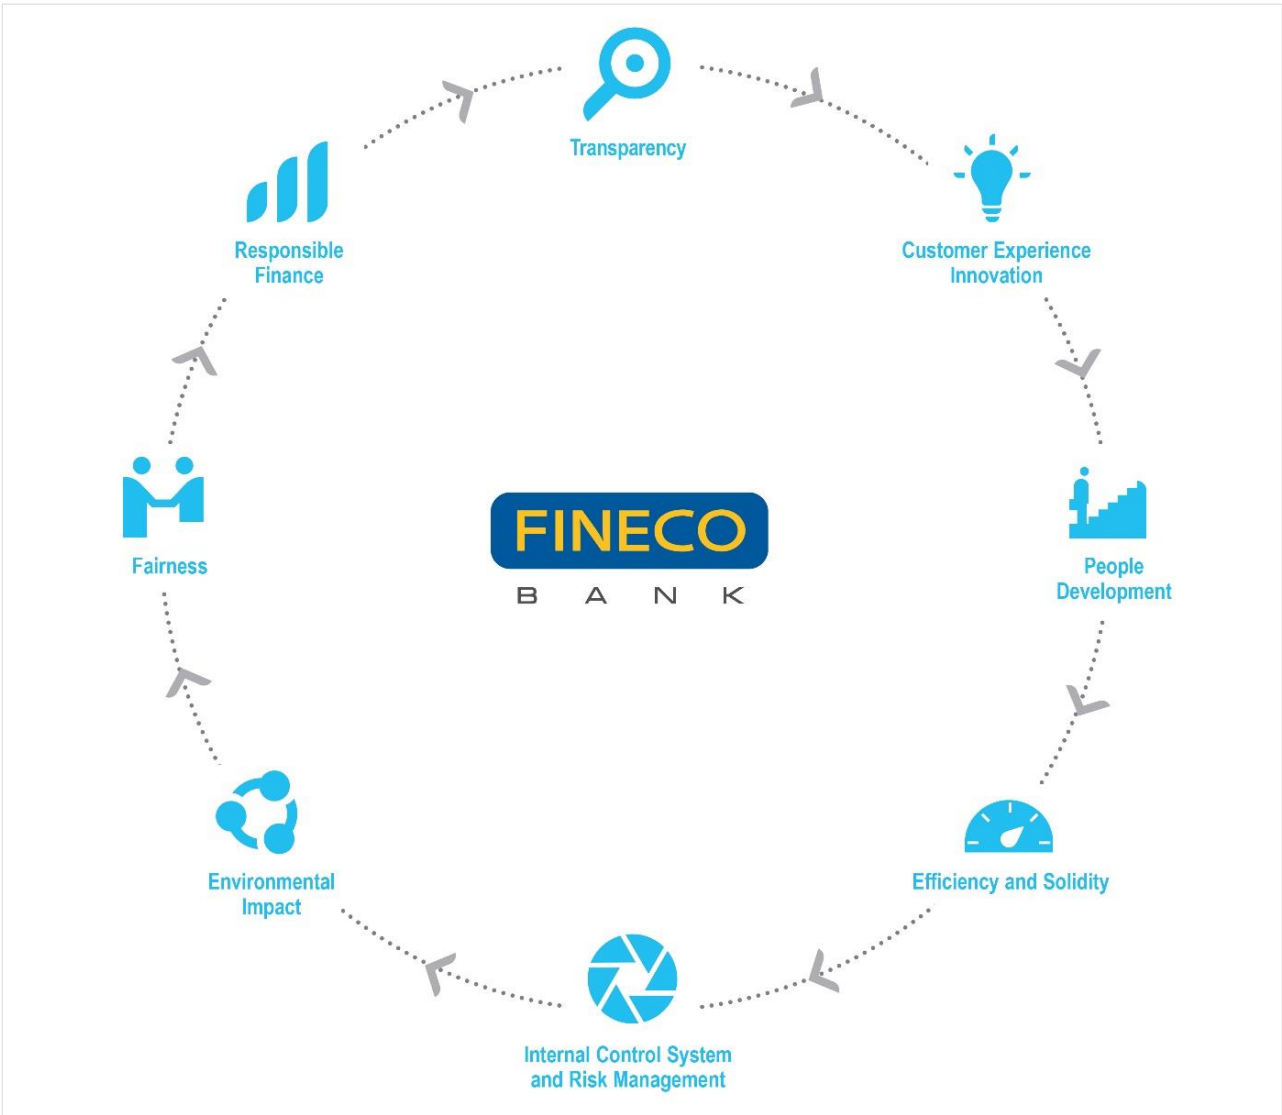 Transparency
Customer Experience
Innovation
People
Development
Efficiency and Solidity
Internal Control System
and Risk Management
Environmental
Impact
Fairness
Responsible
Finance
FINECO
BANK